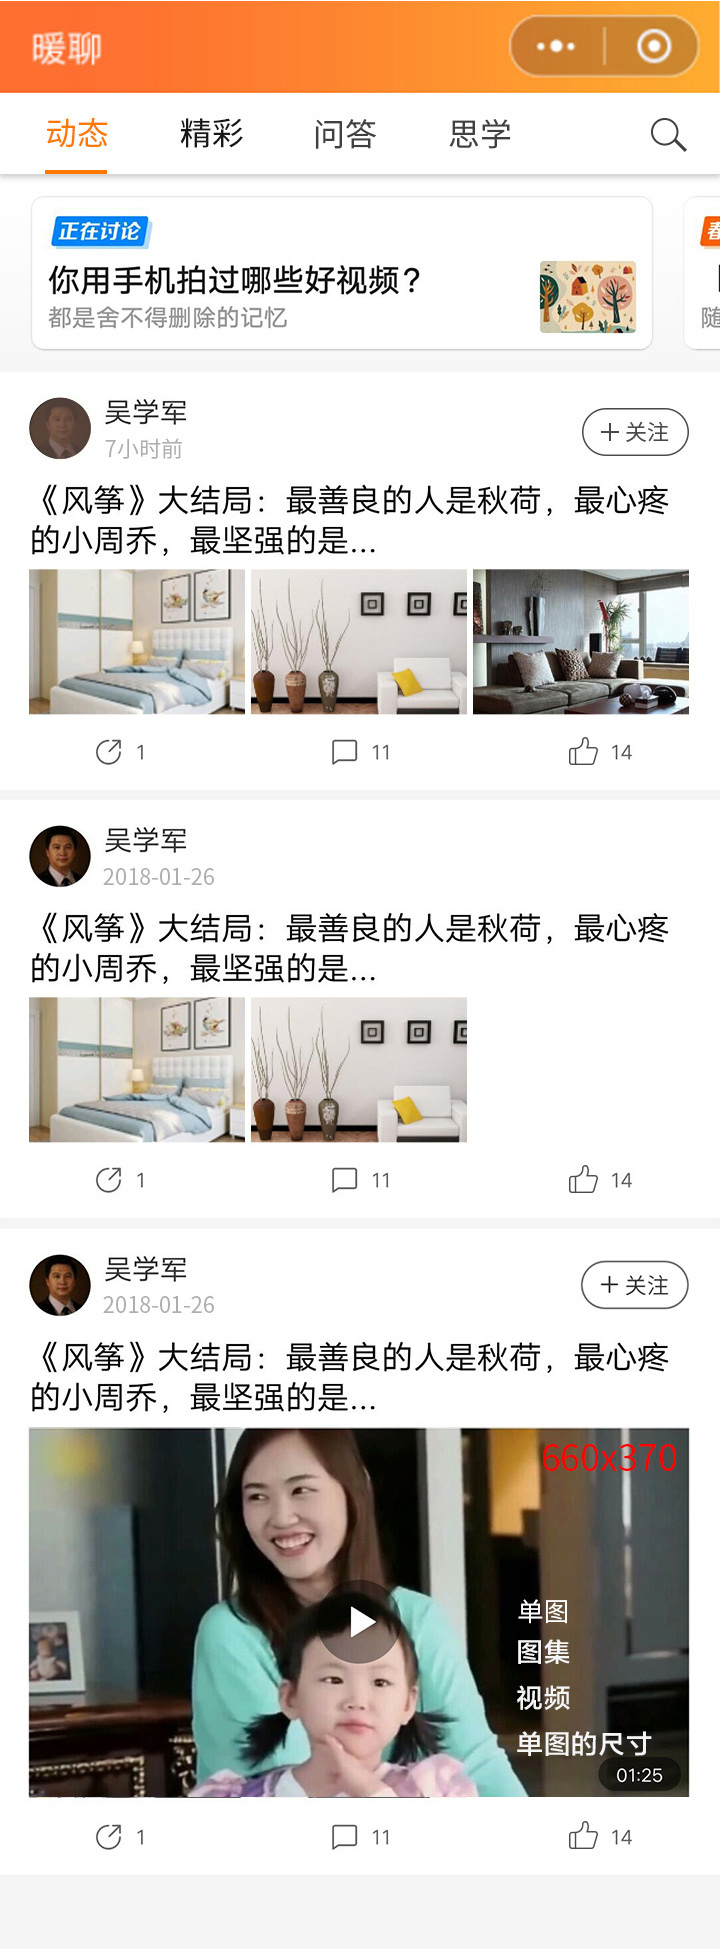 暖聊
动态 精彩 问答 思学
正在讨论
你用手机拍过哪些好视频？
都是舍不得删除的记忆
随
吴学军
7小时前
＋关注
《风筝》大结局：最善良的人是秋荷，最心疼
的小周乔，最坚强的是...
1 11 14
吴学军
2018-01-26
《风筝》大结局：最善良的人是秋荷，最心疼
的小周乔，最坚强的是...
1 11 14
吴学军
2018-01-26
＋关注
《风筝》大结局：最善良的人是秋荷，最心疼
的小周乔，最坚强的是...
660x370
单图
图集
视频
单图的尺寸
01:25
1 11 14